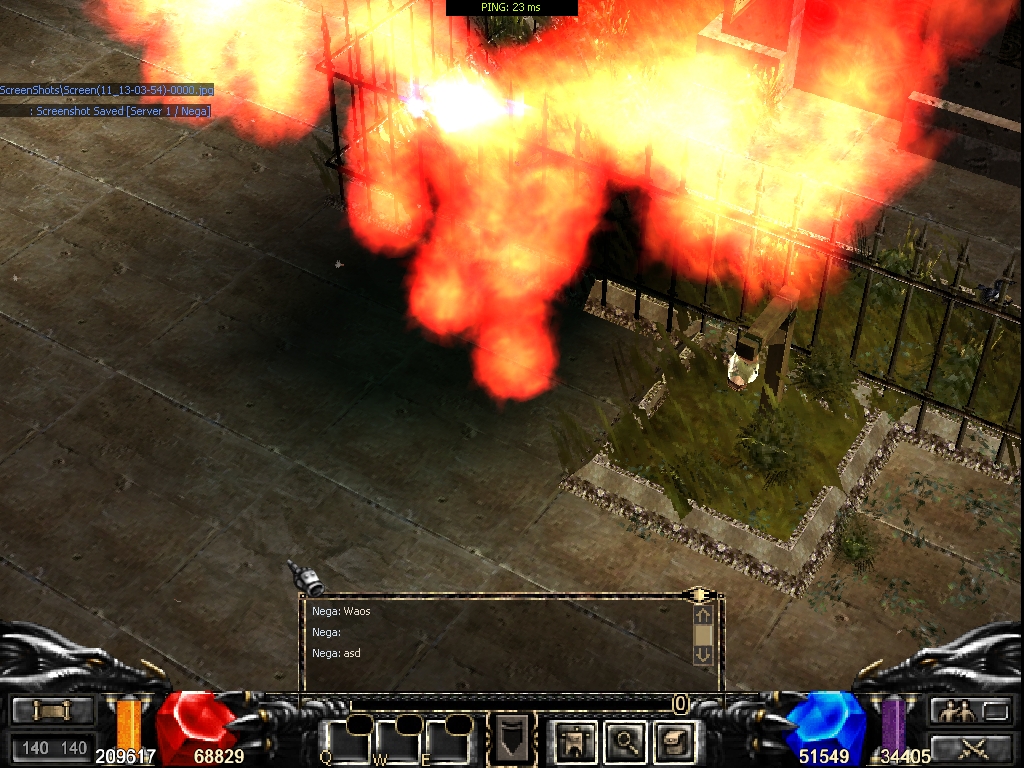 PING: 23 ms
ScreenShots\Screen(11_13-03-54)-0000.jpg
: Screenshot Saved [Server 1 / Nega]
Nega: Waos
Nega:
Nega: asd
0
Q W E
140 140
209617
68829
51549
34405